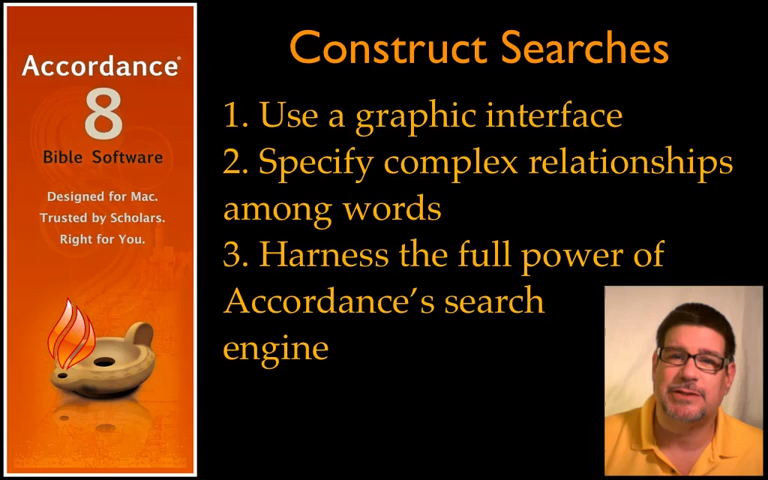 Accordance®
8
Bible Software
Designed for Mac.
Trusted by Scholars.
Right for You.
Construct Searches
1. Use a graphic interface
2. Specify complex relationships
among words
3. Harness the full power of
Accordance’s search
engine